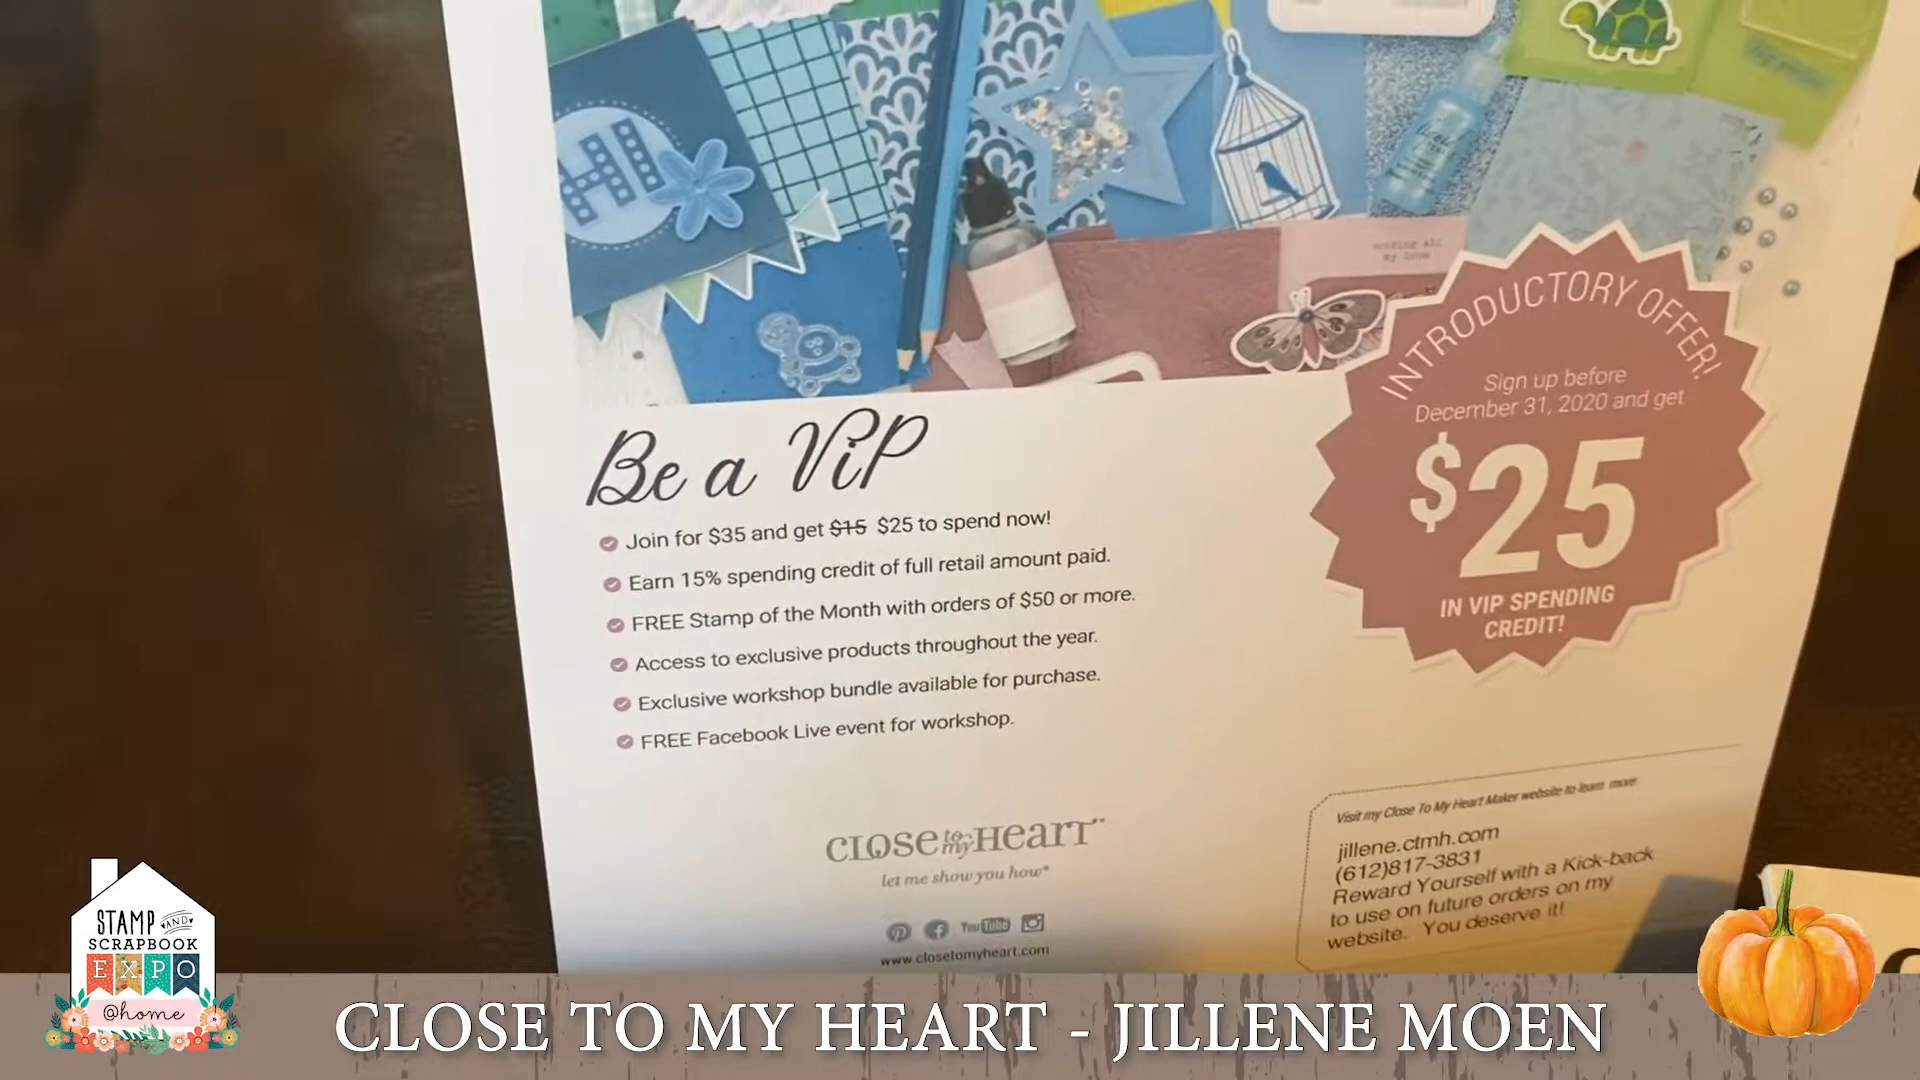 HI
sending all
my love
INTRODUCTORY OFFER!
Sign up before
December 31, 2020 and get
$25
IN VIP SPENDING
CREDIT!
Be a ViP
Join for $35 and get $15 $25 to spend now!
Earn 15% spending credit of full retail amount paid.
FREE Stamp of the Month with orders of $50 or more.
Access to exclusive products throughout the year.
Exclusive workshop bundle available for purchase.
FREE Facebook Live event for workshop.
CLOSE to my HEART™
let me show you how®
YouTube
www.closetomyheart.com
Visit my Close To My Heart Maker website to learn more:
jillene.ctmh.com
(612)817-3831
Reward Yourself with a Kick-back
to use on future orders on my
website. You deserve it!
STAMP AND
SCRAPBOOK
EXPO
@home
CLOSE TO MY HEART - JILLENE MOEN